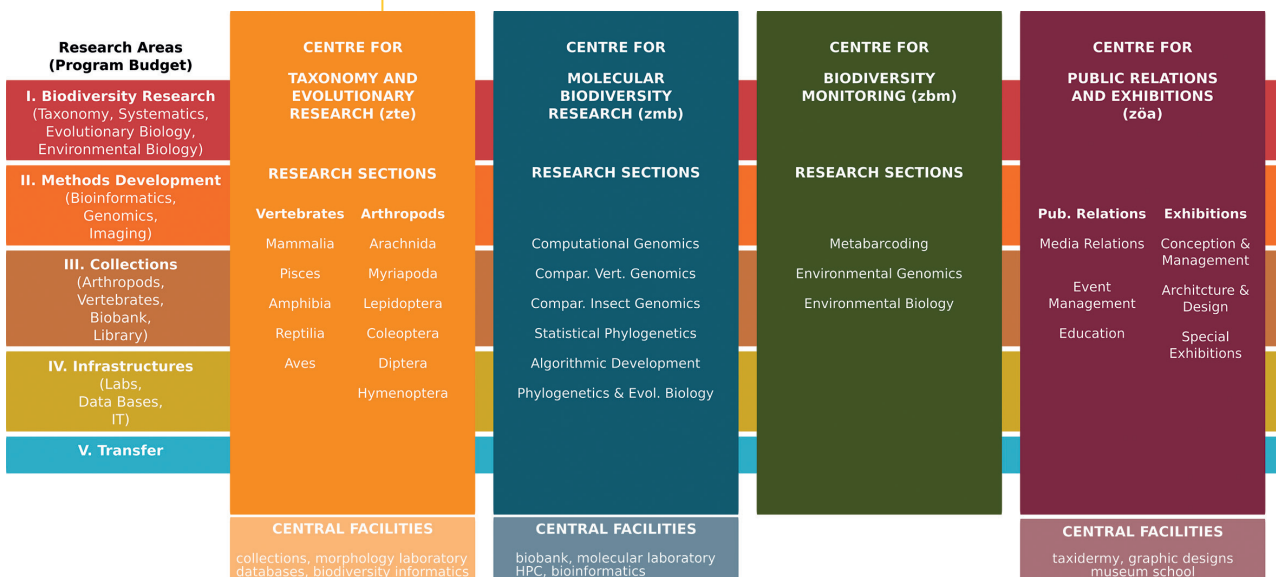 Research Areas
(Program Budget)
I. Biodiversity Research
(Taxonomy, Systematics,
Evolutionary Biology,
Environmental Biology)
II. Methods Development
(Bioinformatics,
Genomics,
Imaging)
III. Collections
(Arthropods,
Vertebrates,
Biobank,
Library)
IV. Infrastructures
(Labs,
Data Bases,
IT)
V. Transfer
CENTRE FOR
TAXONOMY AND
EVOLUTIONARY
RESEARCH (zte)
RESEARCH SECTIONS
Vertebrates
Mammalia
Pisces
Amphibia
Reptilia
Aves
Arthropods
Arachnida
Myriapoda
Lepidoptera
Coleoptera
Diptera
Hymenoptera
CENTRAL FACILITIES
collections, morphology laboratory
databases, biodiversity informatics
CENTRE FOR
MOLECULAR
BIODIVERSITY
RESEARCH (zmb)
RESEARCH SECTIONS
Computational Genomics
Compar. Vert. Genomics
Compar. Insect Genomics
Statistical Phylogenetics
Algorithmic Development
Phylogenetics & Evol. Biology
CENTRAL FACILITIES
biobank, molecular laboratory
HPC, bioinformatics
CENTRE FOR
BIODIVERSITY
MONITORING (zbm)
RESEARCH SECTIONS
Metabarcoding
Environmental Genomics
Environmental Biology
CENTRE FOR
PUBLIC RELATIONS
AND EXHIBITIONS
(zöa)
Pub. Relations
Media Relations
Event
Management
Education
Exhibitions
Conception &
Management
Architcture &
Design
Special
Exhibitions
CENTRAL FACILITIES
taxidermy, graphic designs
museum school